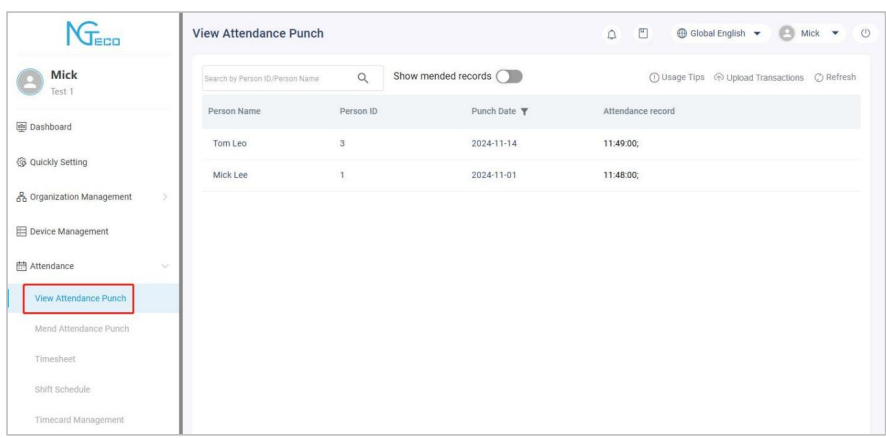 NGTECO
Mick
Test 1
Dashboard
Quickly Setting
Organization Management
Device Management
Attendance
View Attendance Punch
Mend Attendance Punch
Timesheet
Shift Schedule
Timecard Management
View Attendance Punch
Global English
Mick
Search by Person ID/Person Name
Show mended records
Usage Tips
Upload Transactions
Refresh
Person Name Person ID Punch Date Attendance record
Tom Leo 3 2024-11-14 11:49:00;
Mick Lee 1 2024-11-01 11:48:00;